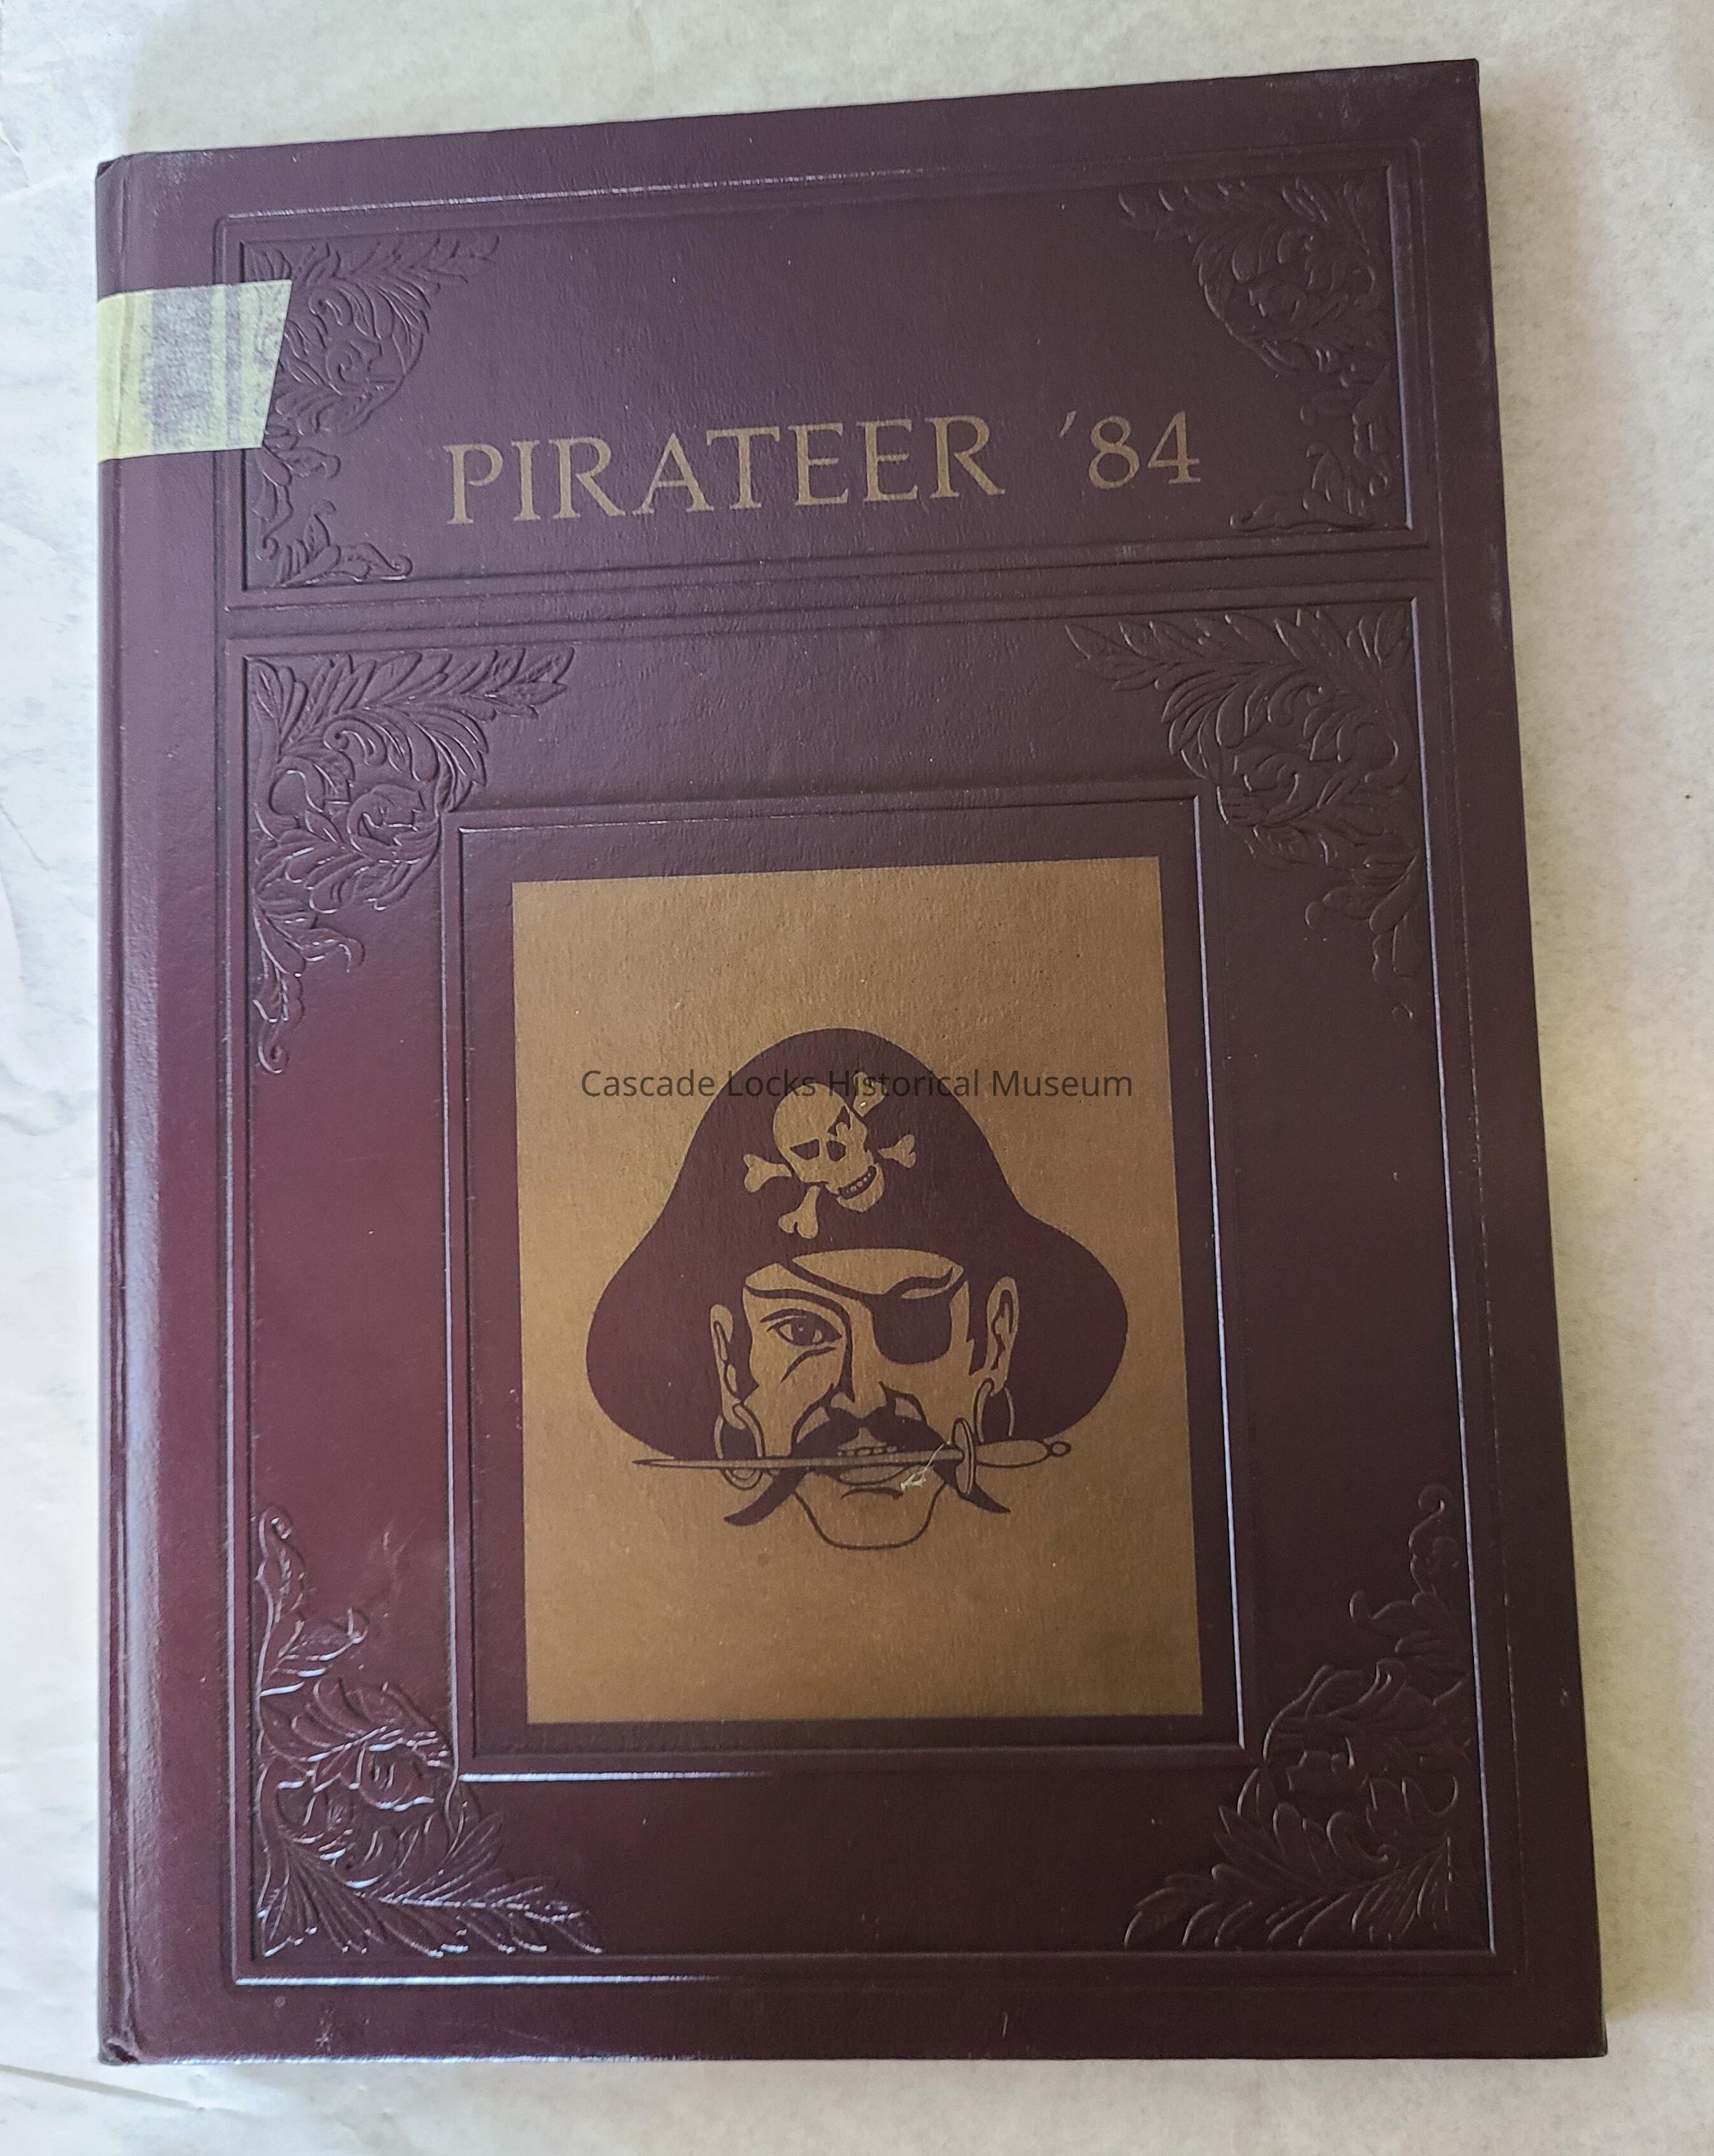 PIRATEER '84
Cascade Locks Historical Museum